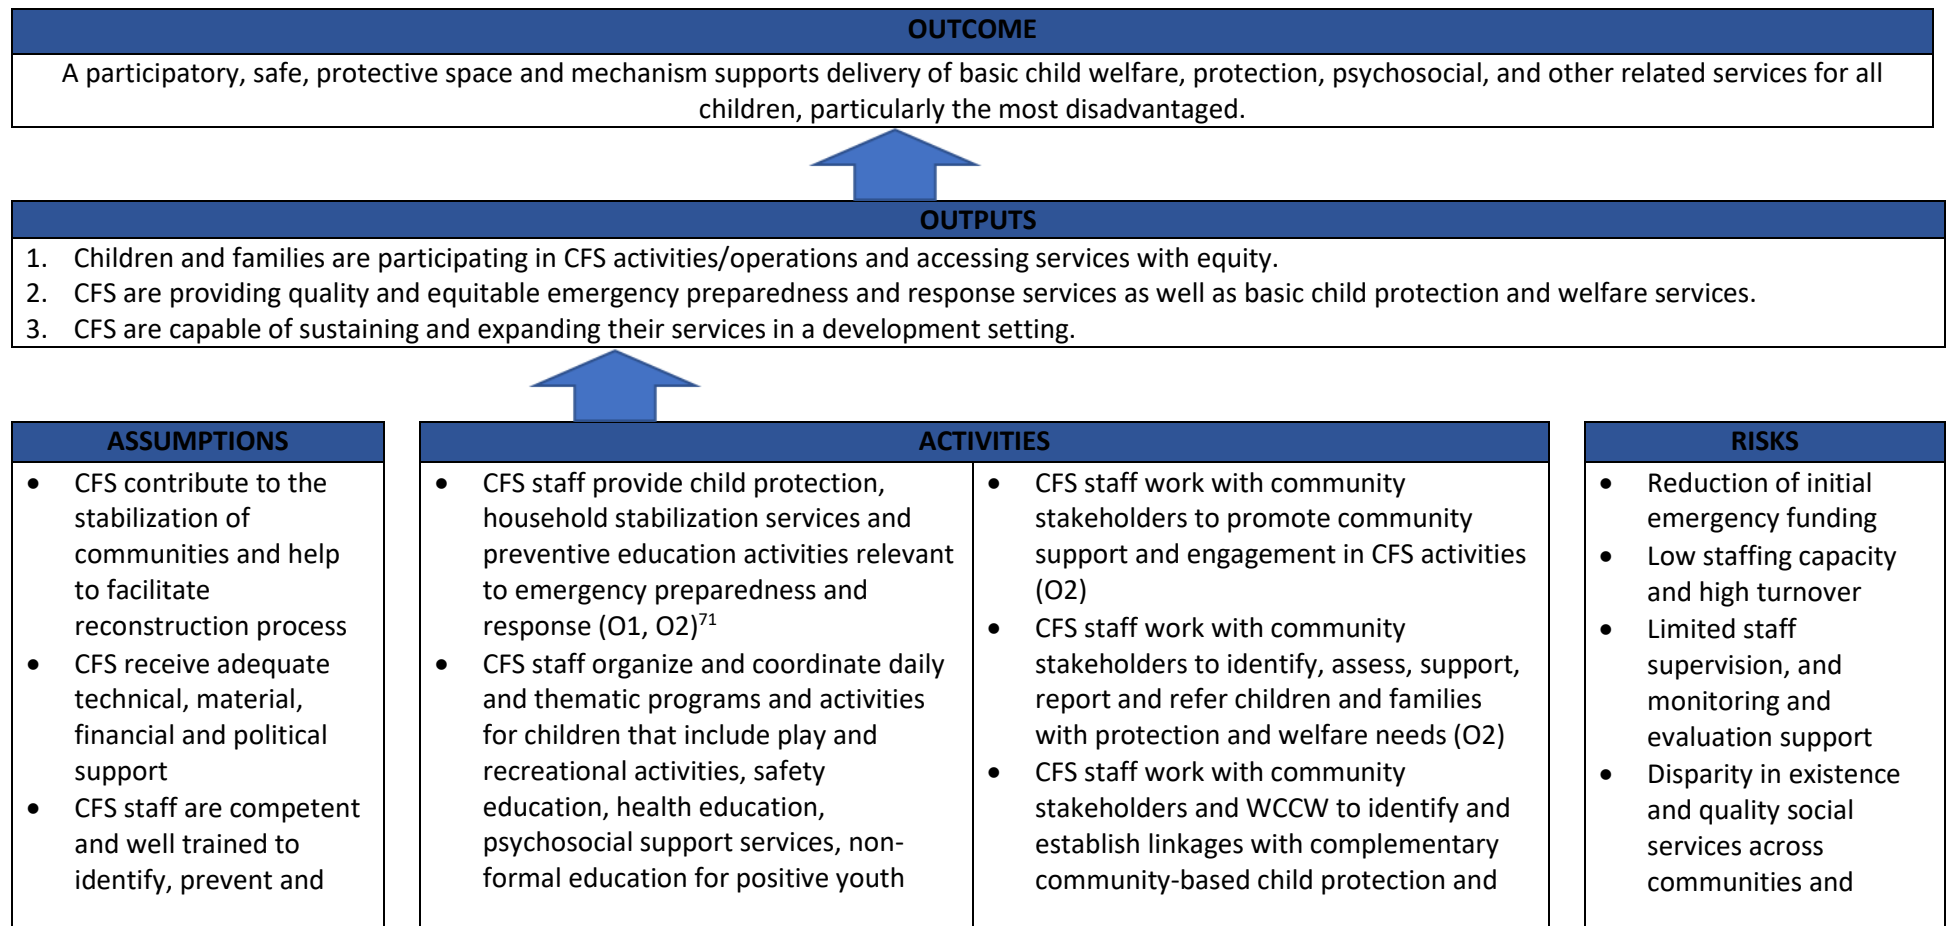 OUTCOME
A participatory, safe, protective space and mechanism supports delivery of basic child welfare, protection, psychosocial, and other related services for all
children, particularly the most disadvantaged.
OUTPUTS
1. Children and families are participating in CFS activities/operations and accessing services with equity.
2. CFS are providing quality and equitable emergency preparedness and response services as well as basic child protection and welfare services.
3. CFS are capable of sustaining and expanding their services in a development setting.
ASSUMPTIONS
• CFS contribute to the
stabilization of
communities and help
to facilitate
reconstruction process
• CFS receive adequate
technical, material,
financial and political
support
• CFS staff are competent
and well trained to
identify, prevent and
ACTIVITIES
• CFS staff provide child protection,
household stabilization services and
preventive education activities relevant
to emergency preparedness and
response (O1, O2)71
• CFS staff organize and coordinate daily
and thematic programs and activities
for children that include play and
recreational activities, safety
education, health education,
psychosocial support services, non-
formal education for positive youth
• CFS staff work with community
stakeholders to promote community
support and engagement in CFS activities
(O2)
• CFS staff work with community
stakeholders to identify, assess, support,
report and refer children and families
with protection and welfare needs (O2)
• CFS staff work with community
stakeholders and WCCW to identify and
establish linkages with complementary
community-based child protection and
RISKS
• Reduction of initial
emergency funding
• Low staffing capacity
and high turnover
• Limited staff
supervision, and
monitoring and
evaluation support
• Disparity in existence
and quality social
services across
communities and